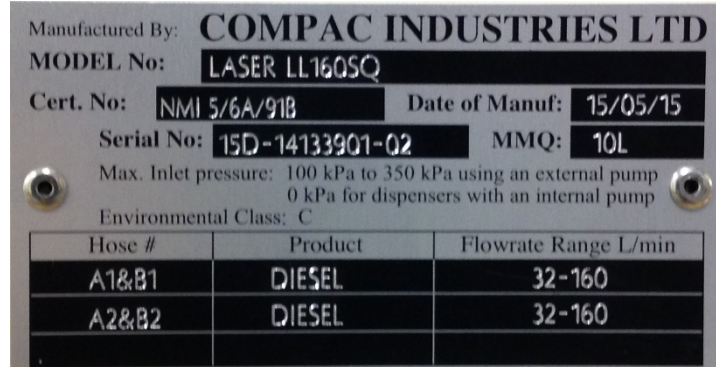 Manufactured By: COMPAC INDUSTRIES LTD
MODEL No: LASER LL160SQ
Cert. No: NMI 5/6A/91B Date of Manuf: 15/05/15
Serial No: 15D-14133901-02 MMQ: 10L
Max. Inlet pressure: 100 kPa to 350 kPa using an external pump
0 kPa for dispensers with an internal pump
Environmental Class: C
Hose # Product Flowrate Range L/min
A1&B1 DIESEL 32-160
A2&B2 DIESEL 32-160